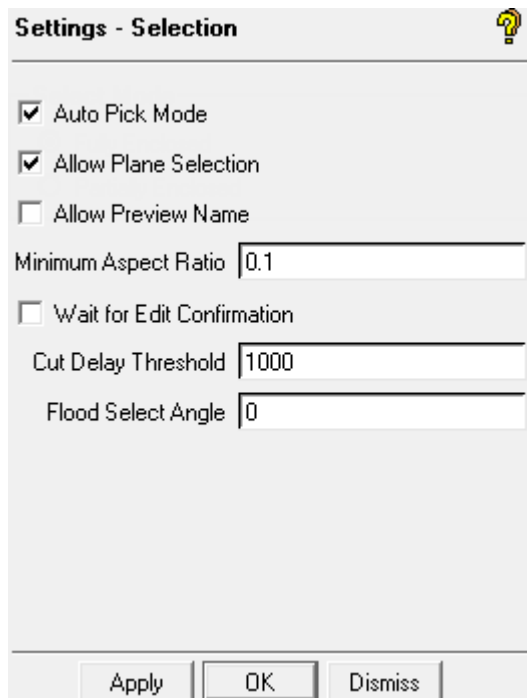 Settings - Selection
Auto Pick Mode
Allow Plane Selection
Allow Preview Name
Minimum Aspect Ratio 0.1
Wait for Edit Confirmation
Cut Delay Threshold 1000
Flood Select Angle 0
Apply OK Dismiss